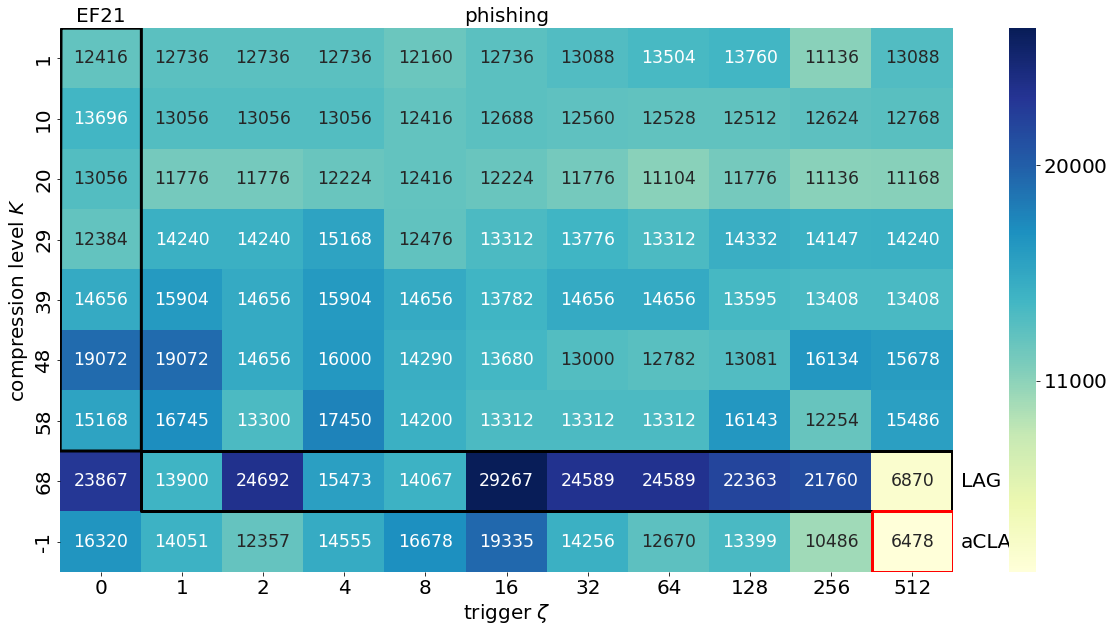 EF21 phishing
1 12416 12736 12736 12736 12160 12736 13088 13504 13760 11136 13088
10 13696 13056 13056 13056 12416 12688 12560 12528 12512 12624 12768
20 13056 11776 11776 12224 12416 12224 11776 11104 11776 11136 11168
29 12384 14240 14240 15168 12476 13312 13776 13312 14332 14147 14240
39 14656 15904 14656 15904 14656 13782 14656 14656 13595 13408 13408
48 19072 19072 14656 16000 14290 13680 13000 12782 13081 16134 15678
58 15168 16745 13300 17450 14200 13312 13312 13312 16143 12254 15486
68 23867 13900 24692 15473 14067 29267 24589 24589 22363 21760 6870 LAG
-1 16320 14051 12357 14555 16678 19335 14256 12670 13399 10486 6478 aCLA
0 1 2 4 8 16 32 64 128 256 512
trigger ζ
compression level K
20000
11000